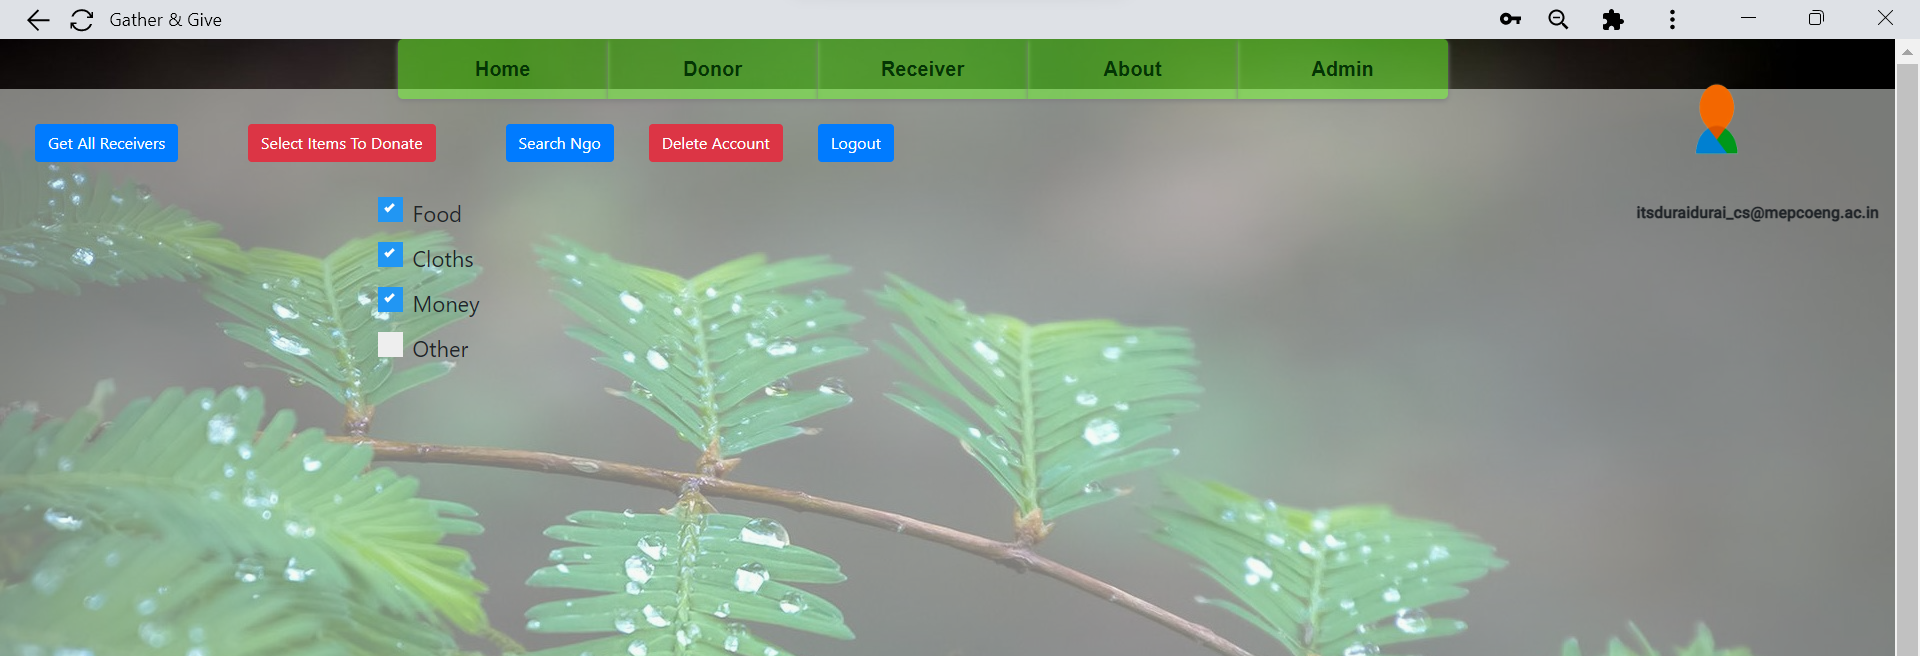 Gather & Give
Home Donor Receiver About Admin
Get All Receivers Select Items To Donate Search Ngo Delete Account Logout
Food
itsduraidurai_cs@mepcoeng.ac.in
Cloths
Money
Other